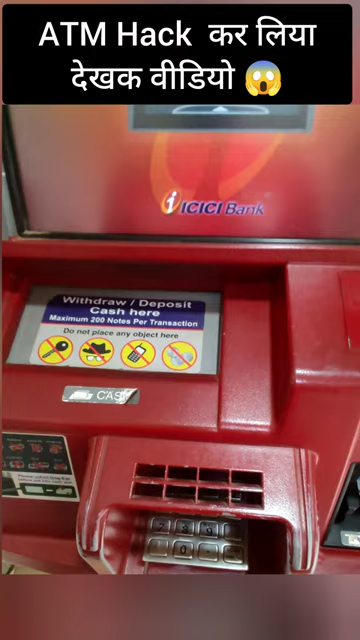 ATM Hack कर लिया
देखक वीडियो 😱
i ICICI Bank
Withdraw / Deposit
Cash here
Maximum 200 Notes Per Transaction
Do not place any object here
CASH